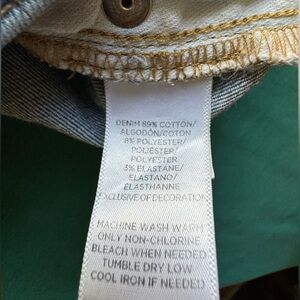 DENIM 89% COTTON/
ALGODÓN/COTON
8% POLYESTER/
POLIÉSTER/
POLYESTER
3% ELASTANE/
ELASTANO/
ÉLASTHANNE
EXCLUSIVE OF DECORATION
MACHINE WASH WARM
ONLY NON-CHLORINE
BLEACH WHEN NEEDED
TUMBLE DRY LOW
COOL IRON IF NEEDED